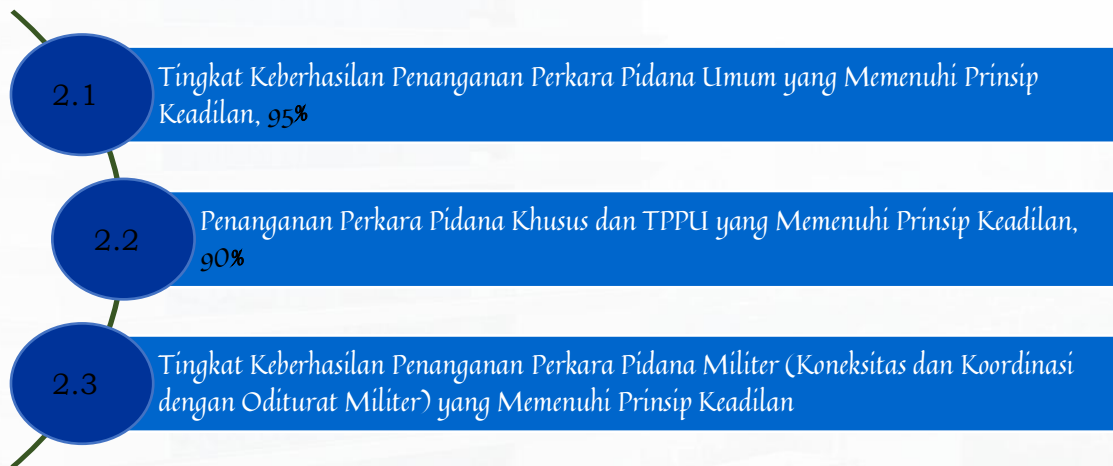 2.1
Tingkat Keberhasilan Penanganan Perkara Pidana Umum yang Memenuhi Prinsip
Keadilan, 95%
2.2
Penanganan Perkara Pidana Khusus dan TPPU yang Memenuhi Prinsip Keadilan,
90%
2.3
Tingkat Keberhasilan Penanganan Perkara Pidana Militer (Koneksitas dan Koordinasi
dengan Oditurat Militer) yang Memenuhi Prinsip Keadilan